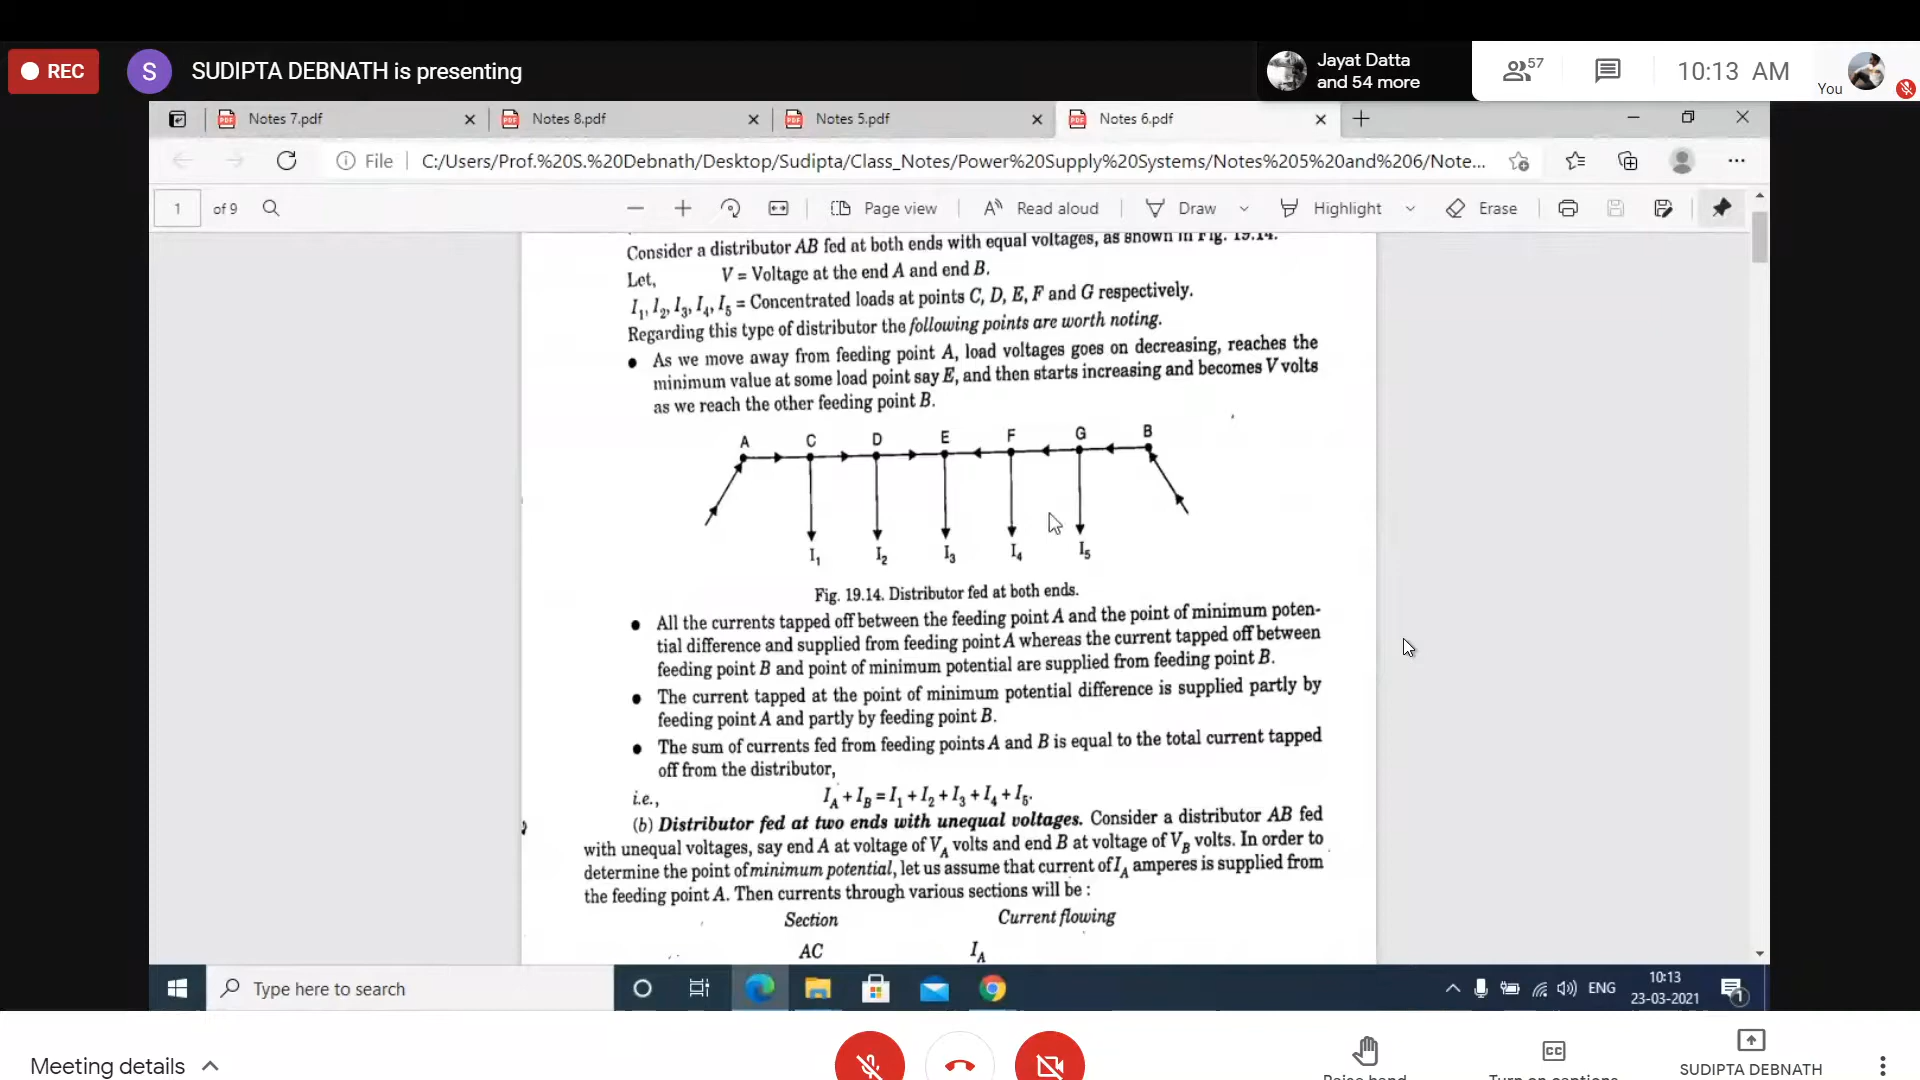 REC
S
SUDIPTA DEBNATH is presenting
Jayat Datta
and 54 more
57
10:13 AM
You
Notes 7.pdf
Notes 8.pdf
Notes 5.pdf
Notes 6.pdf
File
C:/Users/Prof.%20S.%20Debnath/Desktop/Sudipta/Class_Notes/Power%20Supply%20Systems/Notes%205%20and%206/Note...
1 of 9
Page view
Read aloud
Draw
Highlight
Erase
Consider a distributor AB fed at both ends with equal voltages, as shown in Fig. 19.14.
Let, V = Voltage at the end A and end B.
I₁, I₂, I₃, I₄, I₅ = Concentrated loads at points C, D, E, F and G respectively.
Regarding this type of distributor the following points are worth noting.
● As we move away from feeding point A, load voltages goes on decreasing, reaches the
minimum value at some load point say E, and then starts increasing and becomes V volts
as we reach the other feeding point B.
A C D E F G B
I₁ I₂ I₃ I₄ I₅
Fig. 19.14. Distributor fed at both ends.
● All the currents tapped off between the feeding point A and the point of minimum poten-
tial difference and supplied from feeding point A whereas the current tapped off between
feeding point B and point of minimum potential are supplied from feeding point B.
● The current tapped at the point of minimum potential difference is supplied partly by
feeding point A and partly by feeding point B.
● The sum of currents fed from feeding points A and B is equal to the total current tapped
off from the distributor,
i.e., I_A + I_B = I₁ + I₂ + I₃ + I₄ + I₅.
(b) Distributor fed at two ends with unequal voltages. Consider a distributor AB fed
with unequal voltages, say end A at voltage of V_A volts and end B at voltage of V_B volts. In order to
determine the point of minimum potential, let us assume that current of I_A amperes is supplied from
the feeding point A. Then currents through various sections will be :
Section Current flowing
AC I_A
Type here to search
ENG
10:13
23-03-2021
1
Meeting details
Raise hand
Turn on captions
SUDIPTA DEBNATH